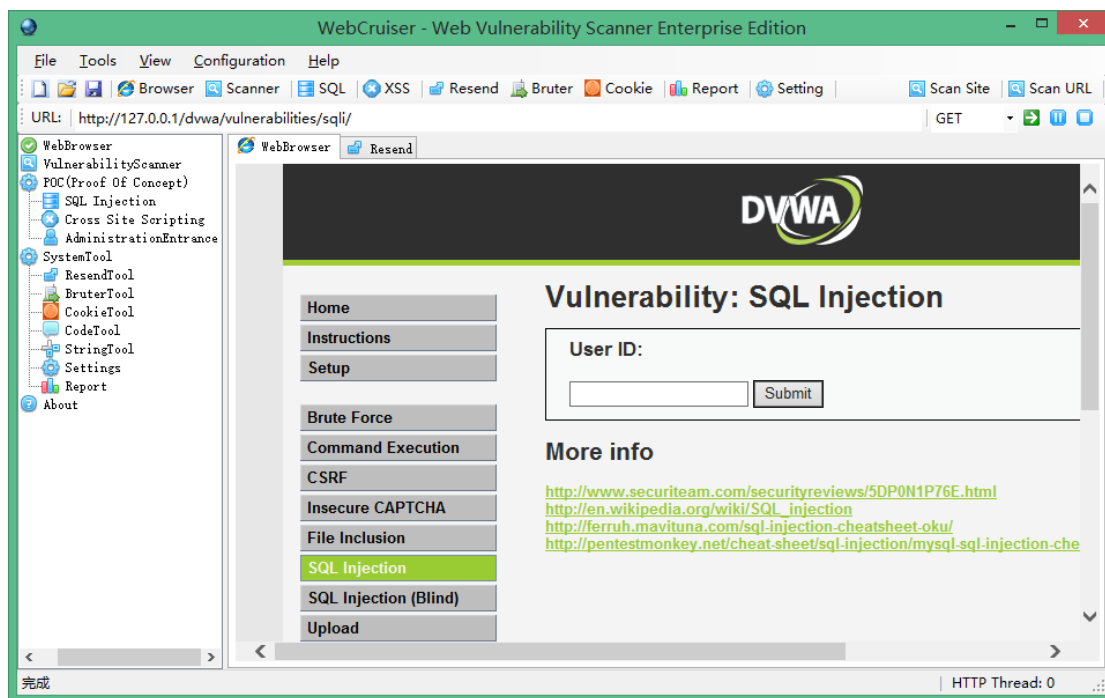 WebCruiser - Web Vulnerability Scanner Enterprise Edition
File Tools View Configuration Help
Browser Scanner SQL XSS Resend Bruter Cookie Report Setting Scan Site Scan URL
URL: http://127.0.0.1/dvwa/vulnerabilities/sqli/ GET
WebBrowser
VulnerabilityScanner
POC(Proof Of Concept)
SQL Injection
Cross Site Scripting
AdministrationEntrance
SystemTool
ResendTool
BruterTool
CookieTool
CodeTool
StringTool
Settings
Report
About
WebBrowser Resend
DVWA
Home
Instructions
Setup
Brute Force
Command Execution
CSRF
Insecure CAPTCHA
File Inclusion
SQL Injection
SQL Injection (Blind)
Upload
Vulnerability: SQL Injection
User ID:
Submit
More info
http://www.securiteam.com/securityreviews/5DP0N1P76E.html
http://en.wikipedia.org/wiki/SQL_injection
http://ferruh.mavituna.com/sql-injection-cheatsheet-oku/
http://pentestmonkey.net/cheat-sheet/sql-injection/mysql-sql-injection-che
完成 HTTP Thread: 0